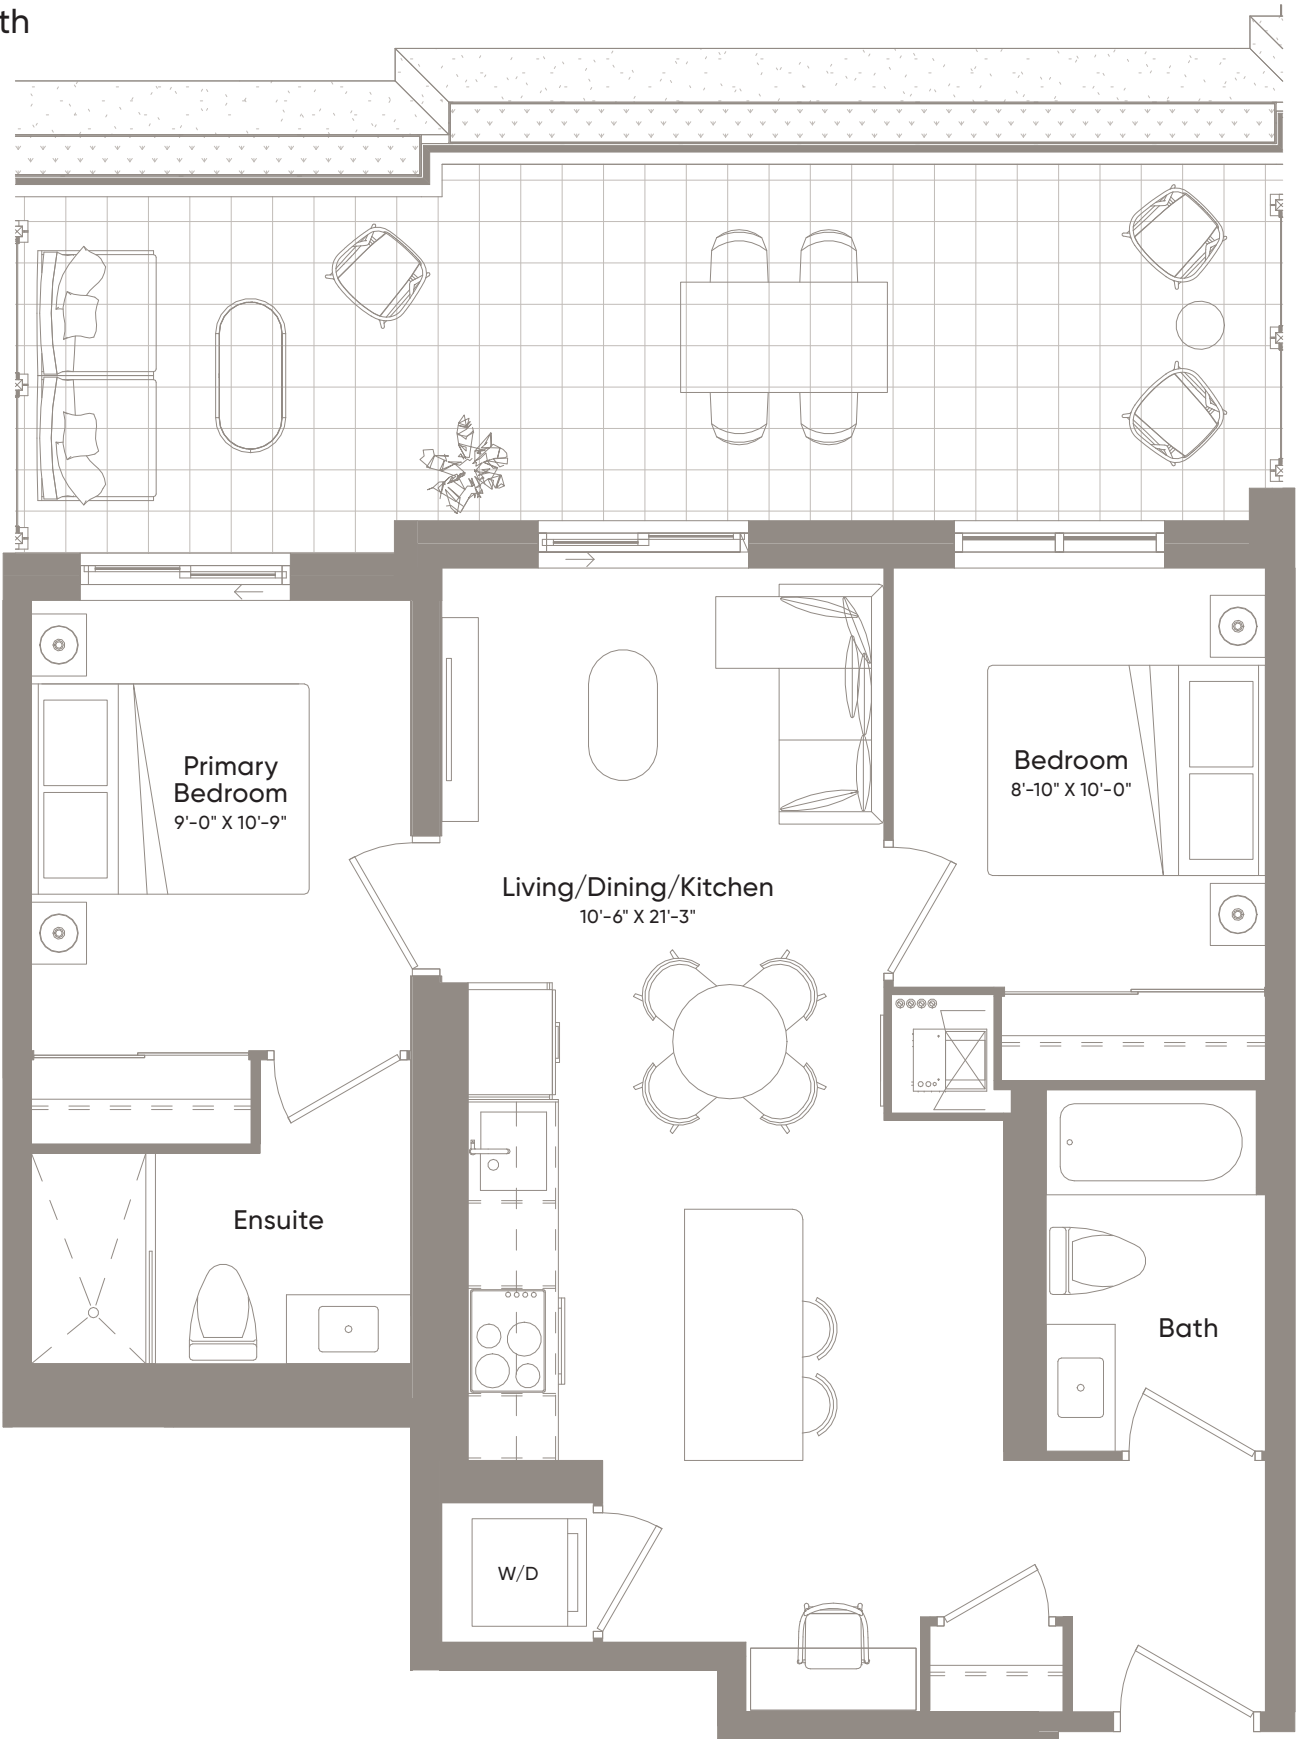 th
Primary
Bedroom
9'-0" X 10'-9"
Bedroom
8'-10" X 10'-0"
Living/Dining/Kitchen
10'-6" X 21'-3"
Ensuite
Bath
W/D